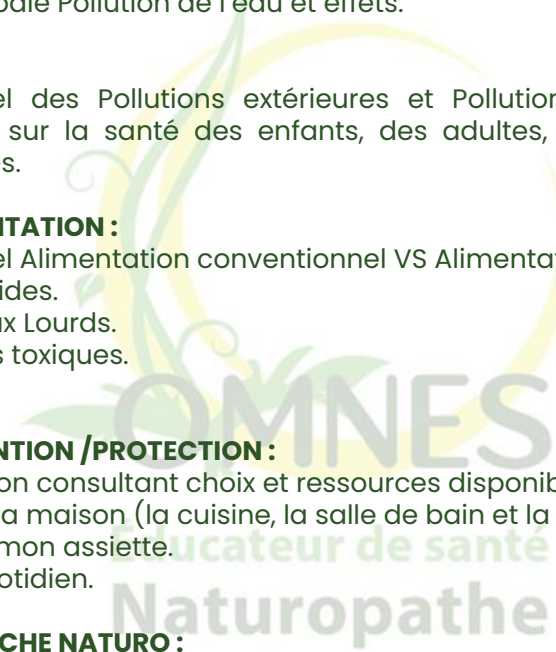 odie Pollution de l'eau et effets.
el des Pollutions extérieures et Pollution
sur la santé des enfants, des adultes,
s.
NTATION :
el Alimentation conventionnel VS Alimentat
ides.
x Lourds.
s toxiques.
OMNES
NTION /PROTECTION :
on consultant choix et ressources disponib
a maison (la cuisine, la salle de bain et la
mon assiette.
Educateur de santé
otidien.
Naturopathe
CHE NATURO :